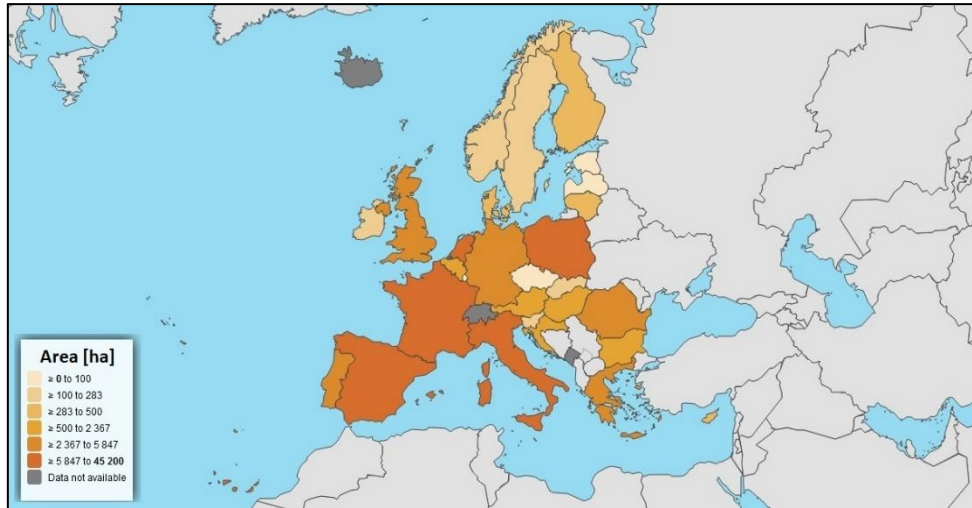 Area [ha]
≥ 0 to 100
≥ 100 to 283
≥ 283 to 500
≥ 500 to 2 367
≥ 2 367 to 5 847
≥ 5 847 to 45 200
Data not available